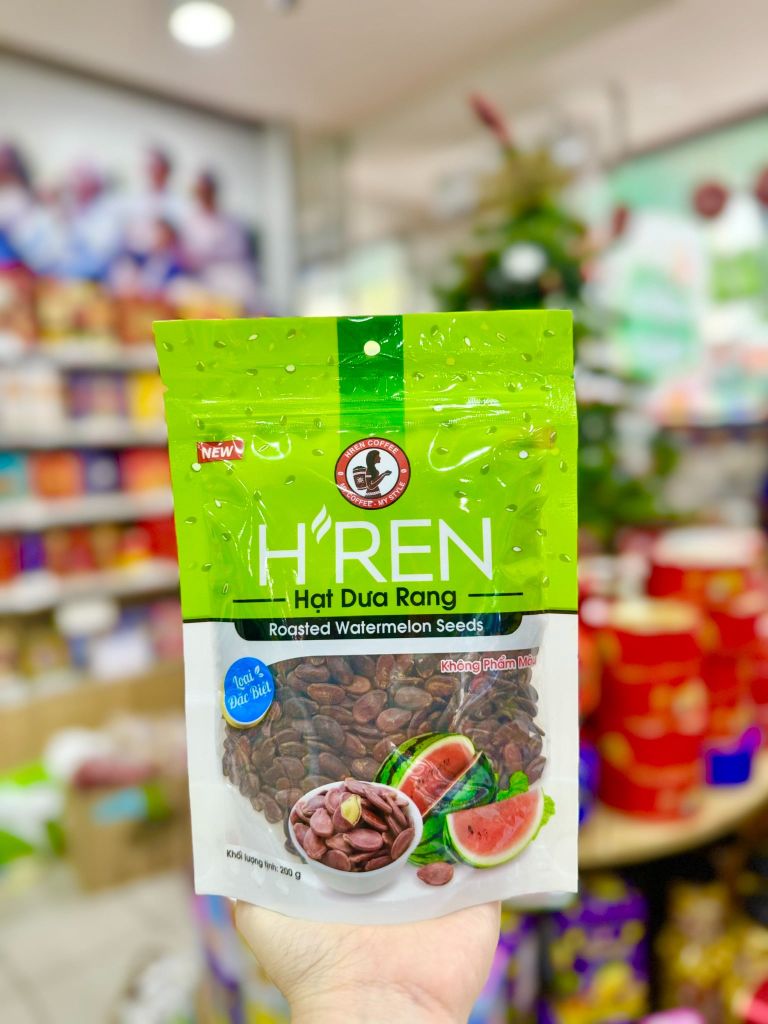 NEW
HREN COFFEE
MY COFFEE - MY STYLE
H'REN
Hạt Dưa Rang
Roasted Watermelon Seeds
Không Phẩm Màu
Loại
Đặc Biệt
Khối lượng tịnh: 200 g